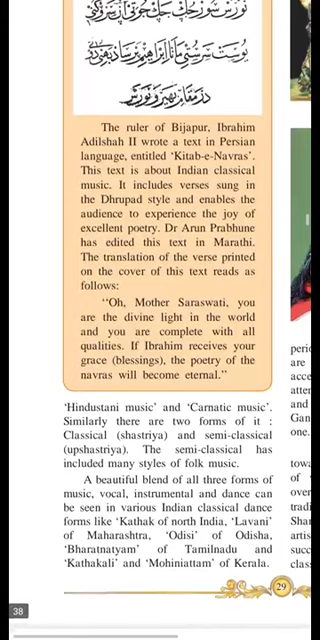 The ruler of Bijapur, Ibrahim
Adilshah II wrote a text in Persian
language, entitled ‘Kitab-e-Navras’.
This text is about Indian classical
music. It includes verses sung in
the Dhrupad style and enables the
audience to experience the joy of
excellent poetry. Dr Arun Prabhune
has edited this text in Marathi.
The translation of the verse printed
on the cover of this text reads as
follows:
‘‘Oh, Mother Saraswati, you
are the divine light in the world
and you are complete with all
qualities. If Ibrahim receives your
grace (blessings), the poetry of the
navras will become eternal.’’
‘Hindustani music’ and ‘Carnatic music’.
Similarly there are two forms of it :
Classical (shastriya) and semi-classical
(upshastriya). The semi-classical has
included many styles of folk music.
A beautiful blend of all three forms of
music, vocal, instrumental and dance can
be seen in various Indian classical dance
forms like ‘Kathak of north India, ‘Lavani’
of Maharashtra, ‘Odisi’ of Odisha,
‘Bharatnatyam’ of Tamilnadu and
‘Kathakali’ and ‘Mohiniattam’ of Kerala.
29
38
are
and
one.
of